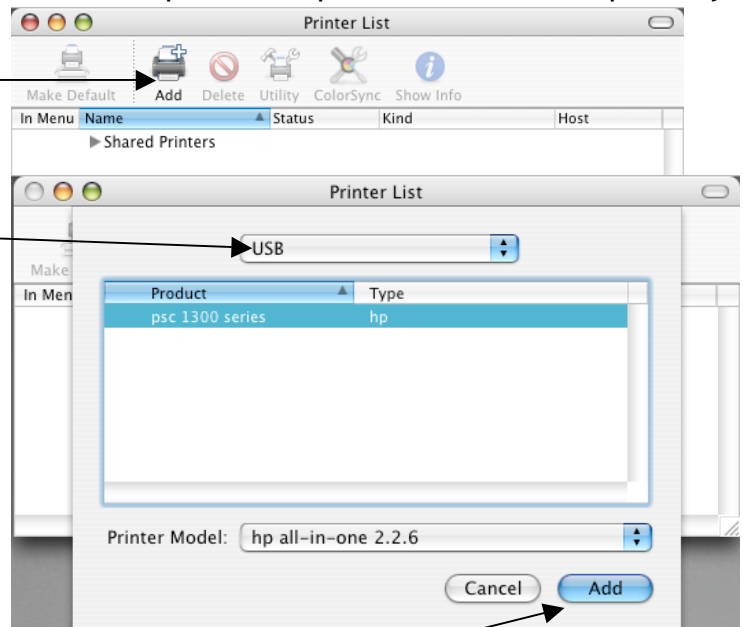 Printer List
Make Default Add Delete Utility ColorSync Show Info
In Menu Name Status Kind Host
Shared Printers
Printer List
USB
Make
In Men Product Type
psc 1300 series hp
Printer Model: hp all-in-one 2.2.6
Cancel Add